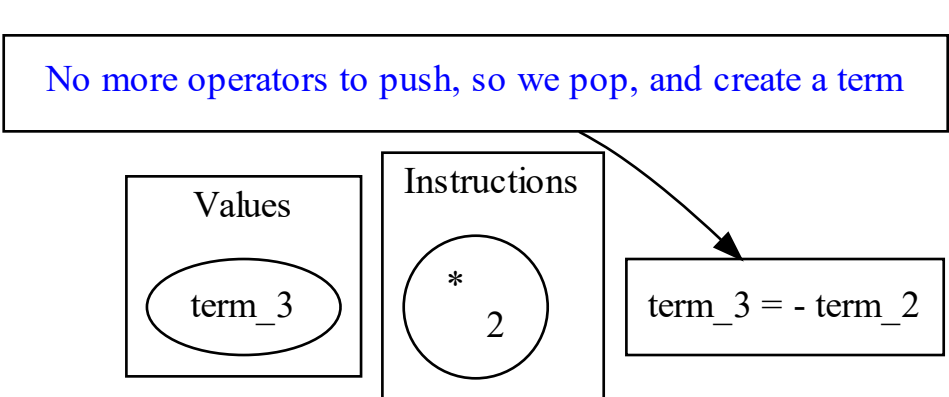 No more operators to push, so we pop, and create a term
Values
term_3
Instructions
*
2
term_3 = - term_2